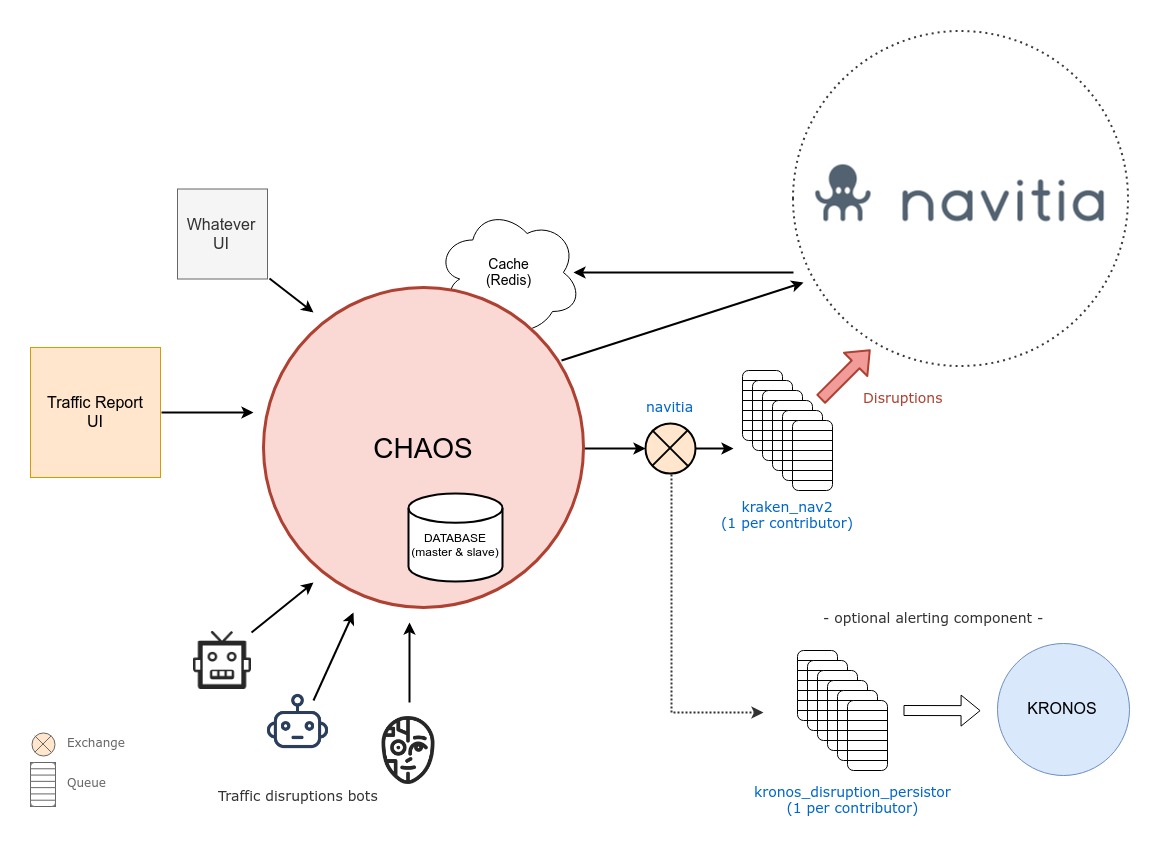 navitia
Whatever
UI
Cache
(Redis)
Traffic Report
UI
Disruptions
navitia
CHAOS
kraken_nav2
(1 per contributor)
DATABASE
(master & slave)
- optional alerting component -
KRONOS
Exchange
Queue
Traffic disruptions bots
kronos_disruption_persistor
(1 per contributor)